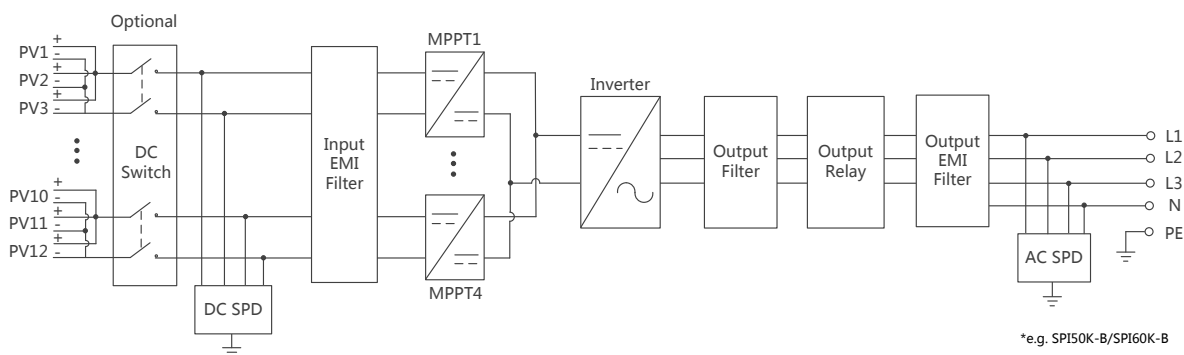 Optional
+
PV1
-
+
PV2
-
+
PV3
-
+
PV10
-
+
PV11
-
+
PV12
-
DC
Switch
DC SPD
Input
EMI
Filter
MPPT1
MPPT4
Inverter
Output
Filter
Output
Relay
Output
EMI
Filter
L1
L2
L3
N
PE
AC SPD
*e.g. SPI50K-B/SPI60K-B